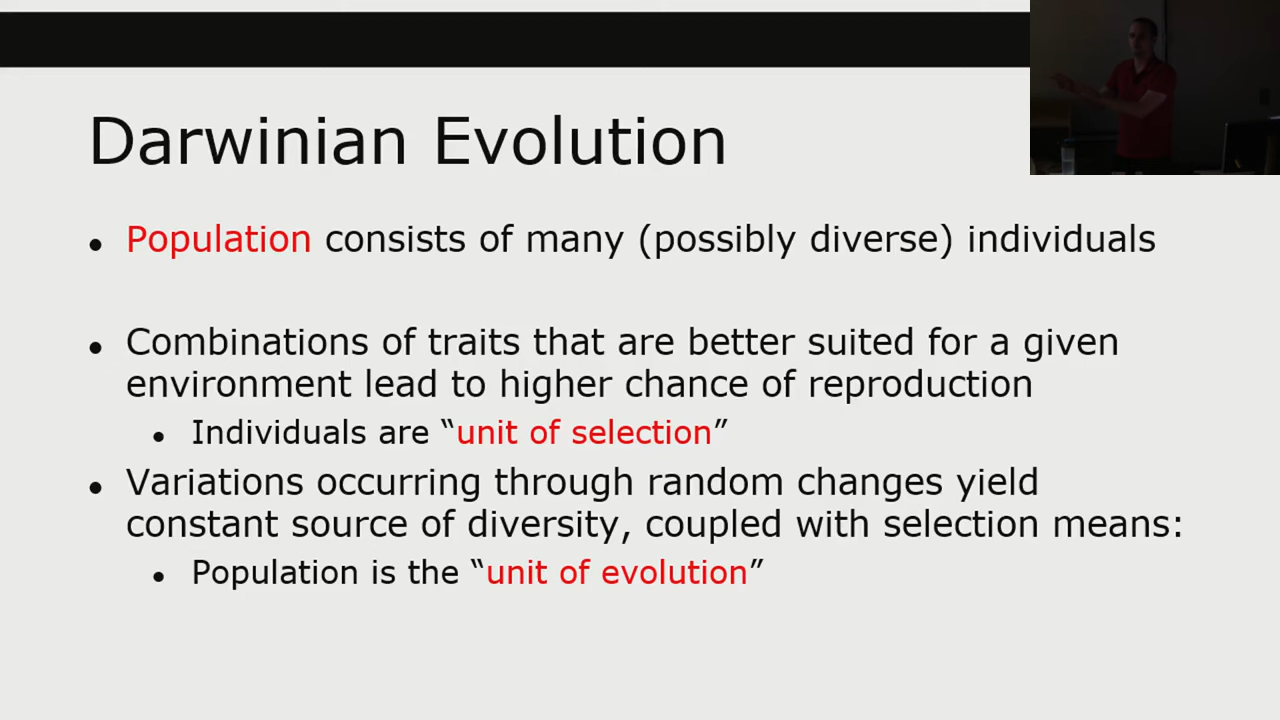 Darwinian Evolution
• Population consists of many (possibly diverse) individuals
• Combinations of traits that are better suited for a given
environment lead to higher chance of reproduction
• Individuals are “unit of selection”
• Variations occurring through random changes yield
constant source of diversity, coupled with selection means:
• Population is the “unit of evolution”